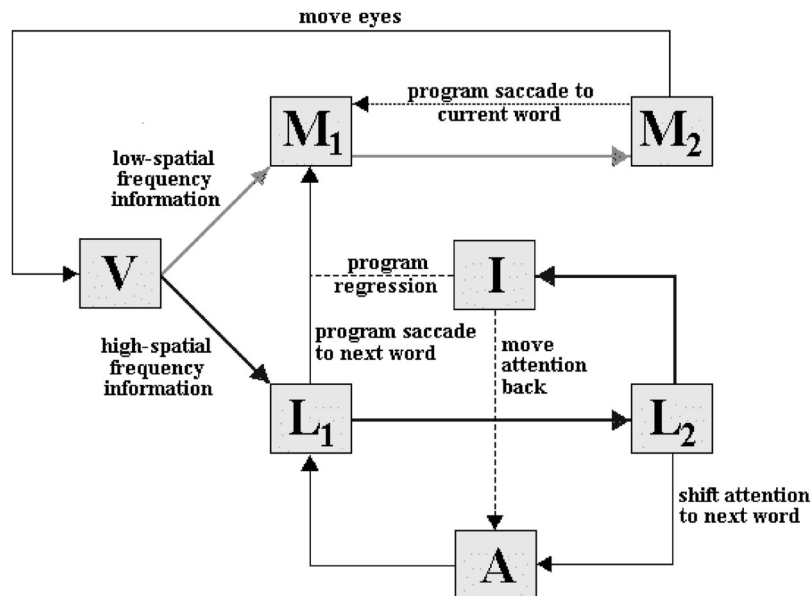 move eyes
M1
program saccade to
current word
M2
low-spatial
frequency
information
V
program
regression
I
high-spatial
frequency
information
program saccade
to next word
move
attention
back
L1
L2
shift attention
to next word
A